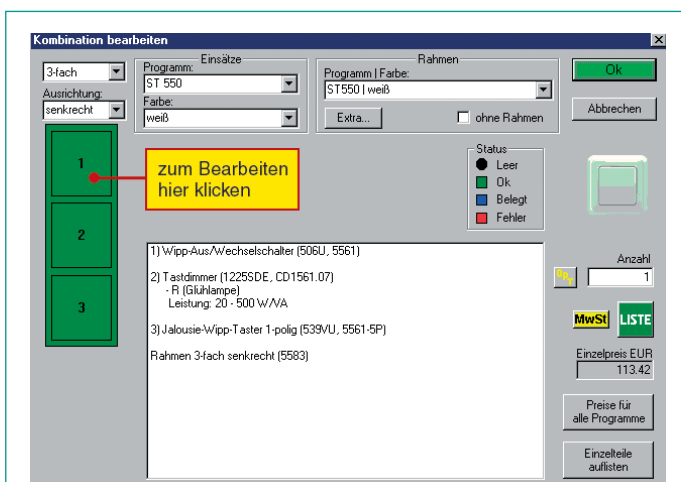 Kombination bearbeiten
3-fach
Ausrichtung:
senkrecht
Einsätze
Programm:
ST 550
Farbe:
weiß
Rahmen
Programm | Farbe:
ST550 | weiß
Extra...
ohne Rahmen
Ok
Abbrechen
1
2
3
zum Bearbeiten
hier klicken
Status
Leer
Ok
Belegt
Fehler
1) Wipp-Aus/Wechselschalter (506U, 5561)
2) Tastdimmer (1225SDE, CD1561.07)
- R (Glühlampe)
Leistung: 20 - 500 W/VA
3) Jalousie-Wipp-Taster 1-polig (539VU, 5561-5P)
Rahmen 3-fach senkrecht (5583)
Anzahl
OPT
1
MwSt
LISTE
Einzelpreis EUR
113.42
Preise für
alle Programme
Einzelteile
auflisten